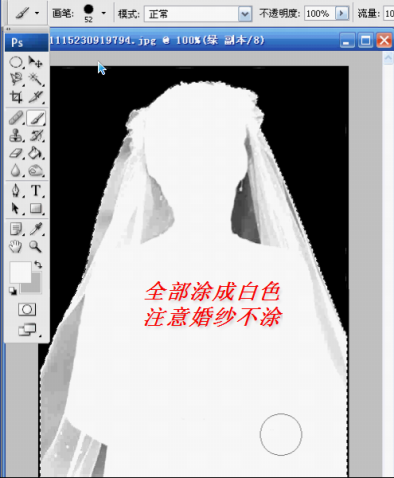 画笔: 52 模式: 正常 不透明度: 100% 流量: 10
Ps
1115230919794.jpg @ 100%(绿 副本/8)
T
全部涂成白色
注意婚纱不涂